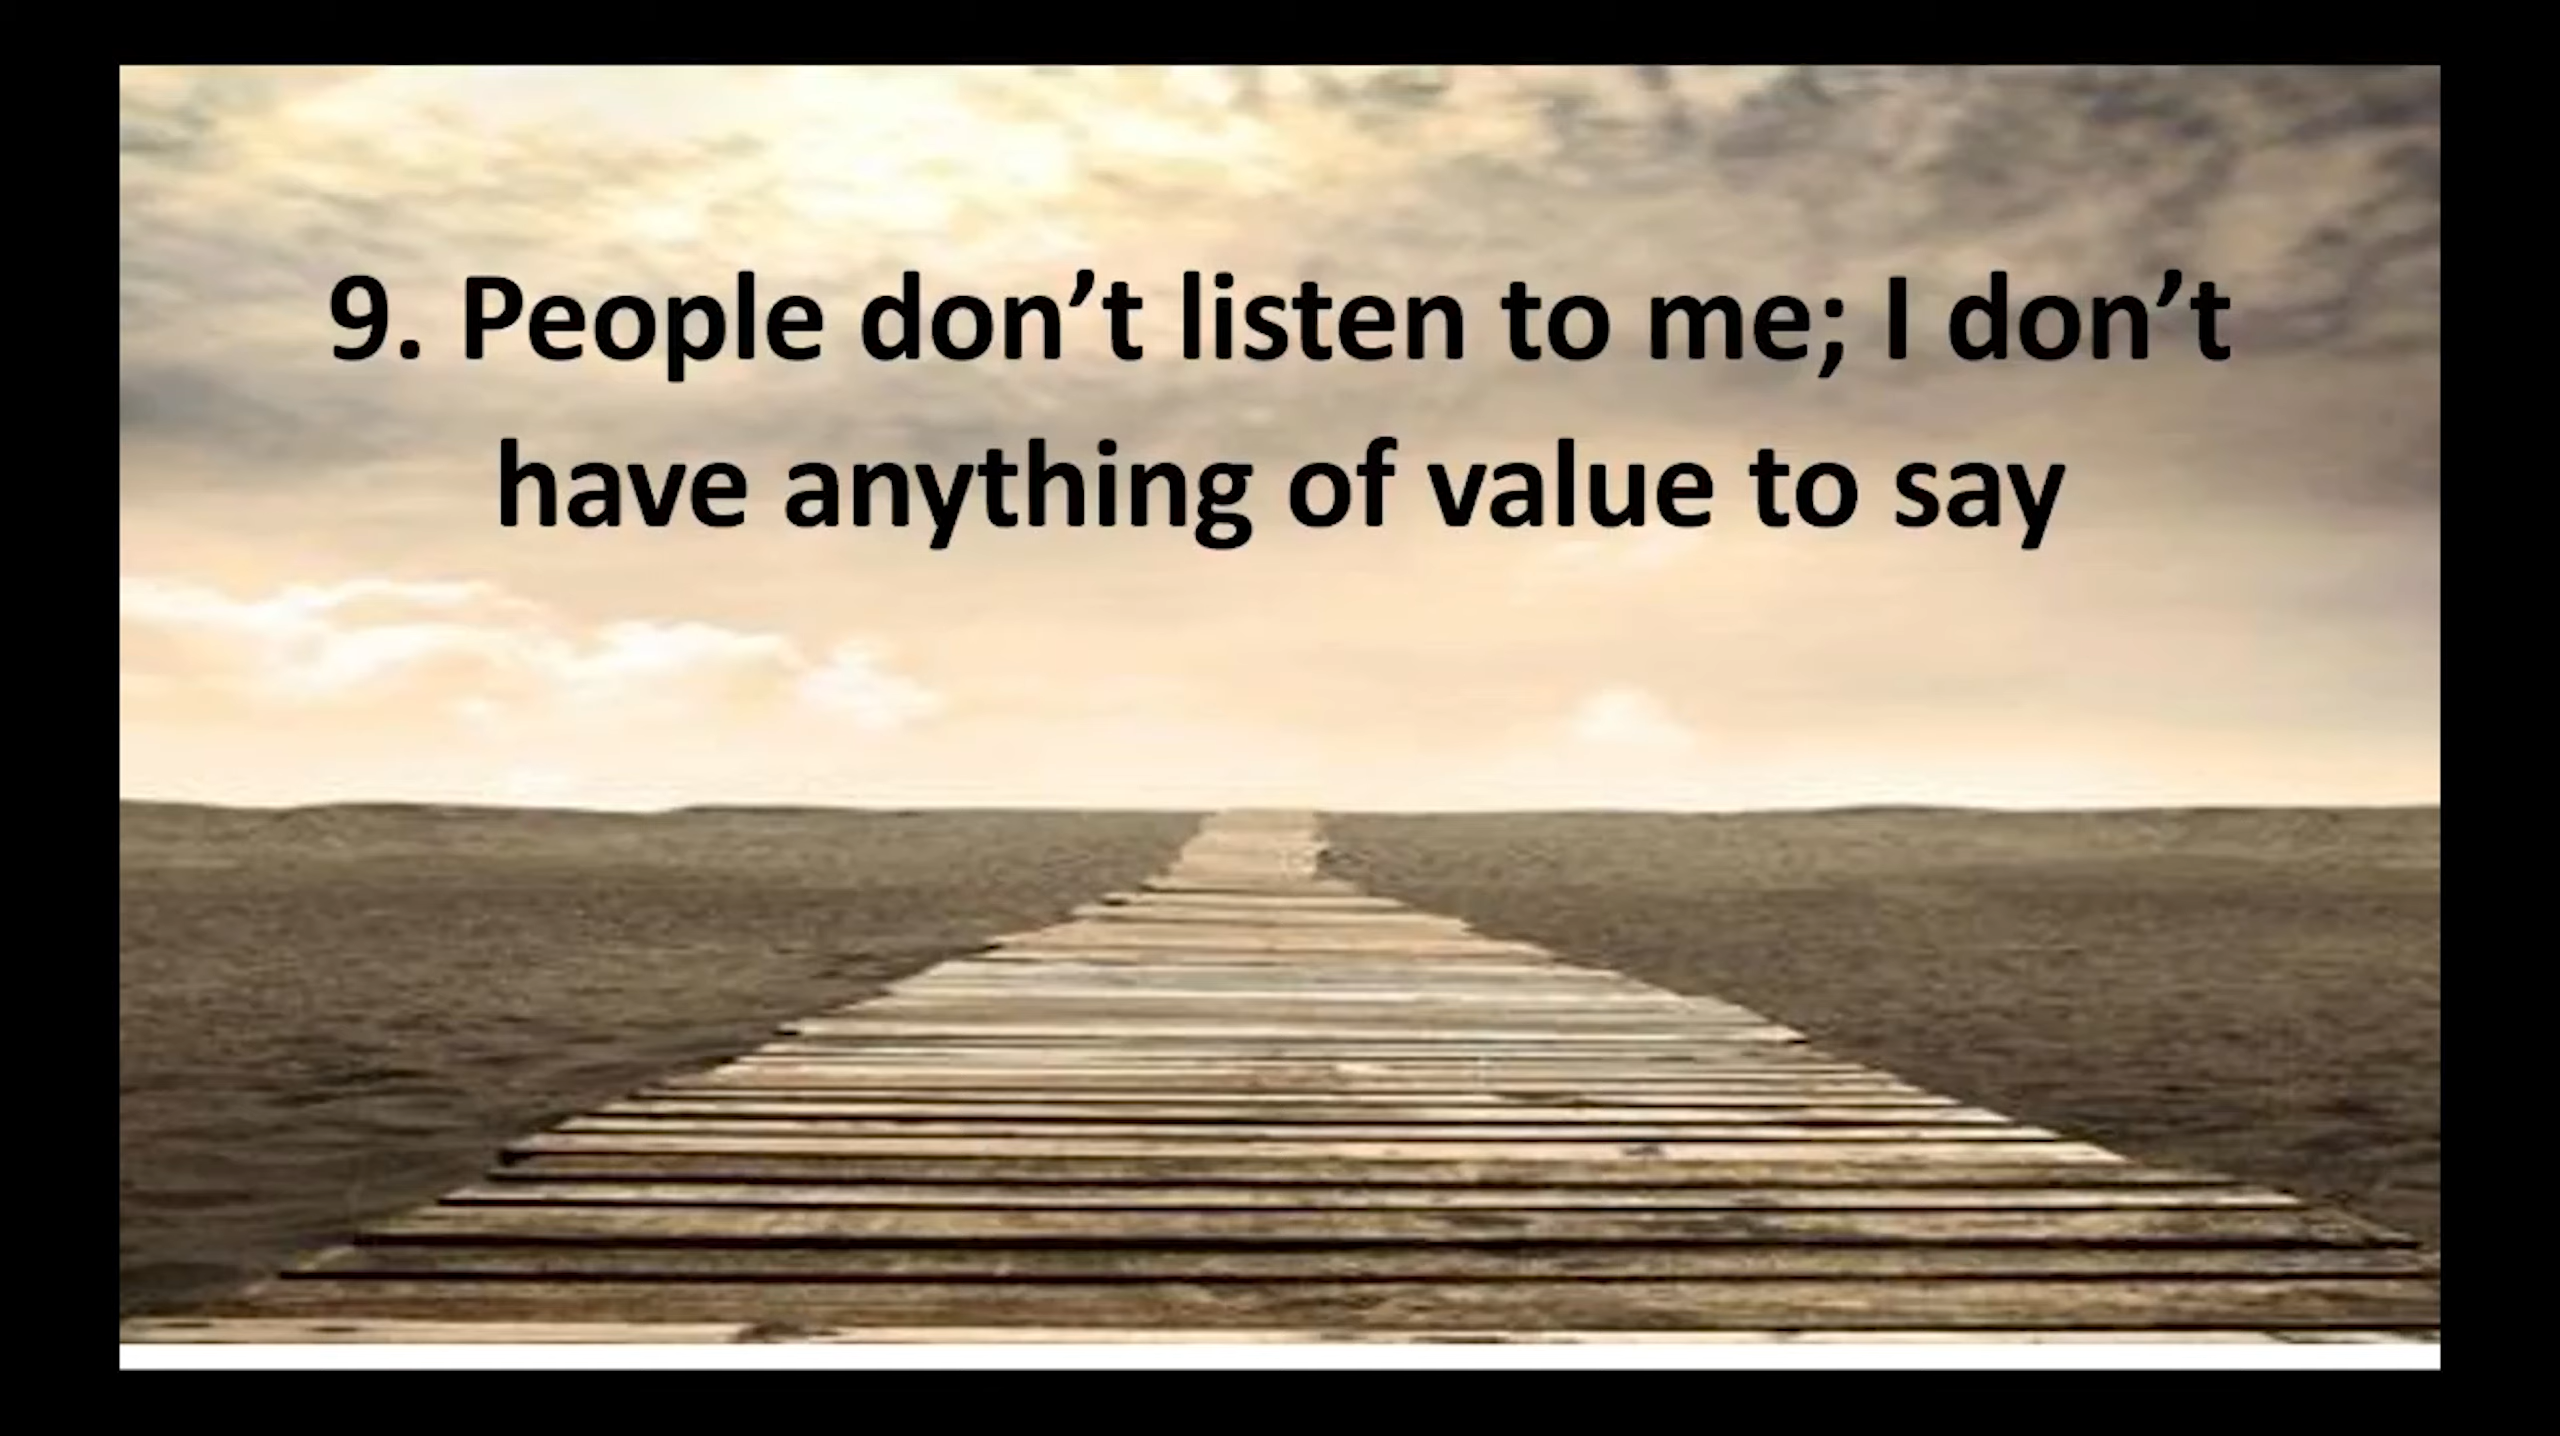 9. People don’t listen to me; I don’t
have anything of value to say